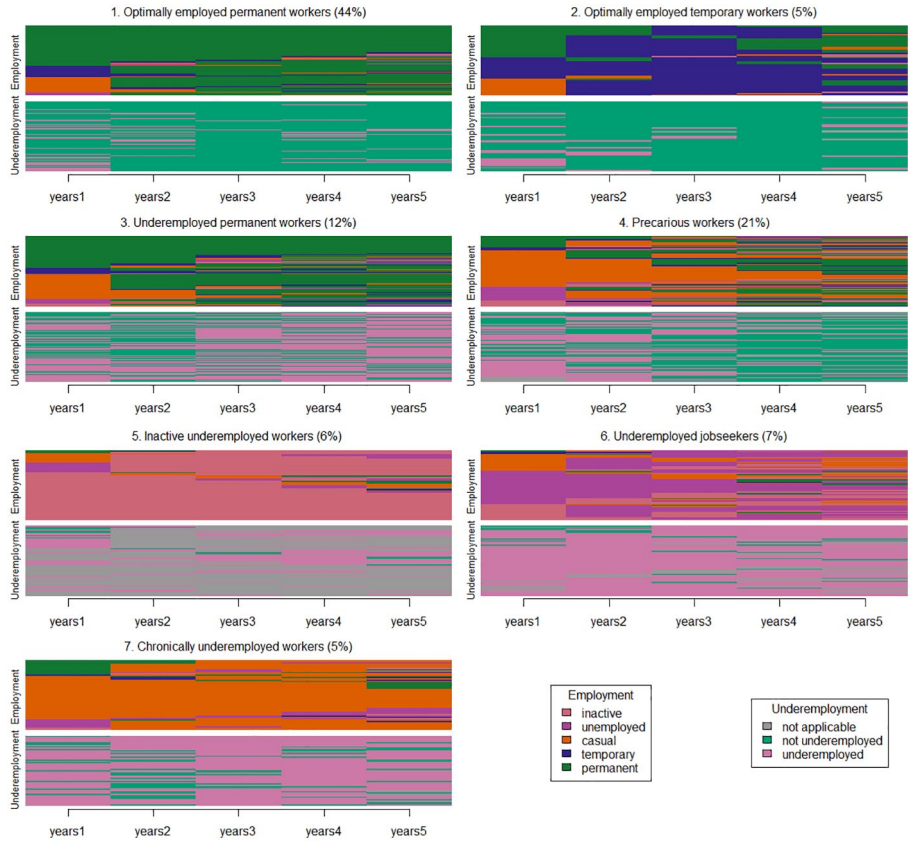 1. Optimally employed permanent workers (44%)
Employment
Underemployment
years1 years2 years3 years4 years5
2. Optimally employed temporary workers (5%)
Employment
Underemployment
years1 years2 years3 years4 years5
3. Underemployed permanent workers (12%)
Employment
Underemployment
years1 years2 years3 years4 years5
4. Precarious workers (21%)
Employment
Underemployment
years1 years2 years3 years4 years5
5. Inactive underemployed workers (6%)
Employment
Underemployment
years1 years2 years3 years4 years5
6. Underemployed jobseekers (7%)
Employment
Underemployment
years1 years2 years3 years4 years5
7. Chronically underemployed workers (5%)
Employment
Underemployment
years1 years2 years3 years4 years5
Employment
inactive
unemployed
casual
temporary
permanent
Underemployment
not applicable
not underemployed
underemployed